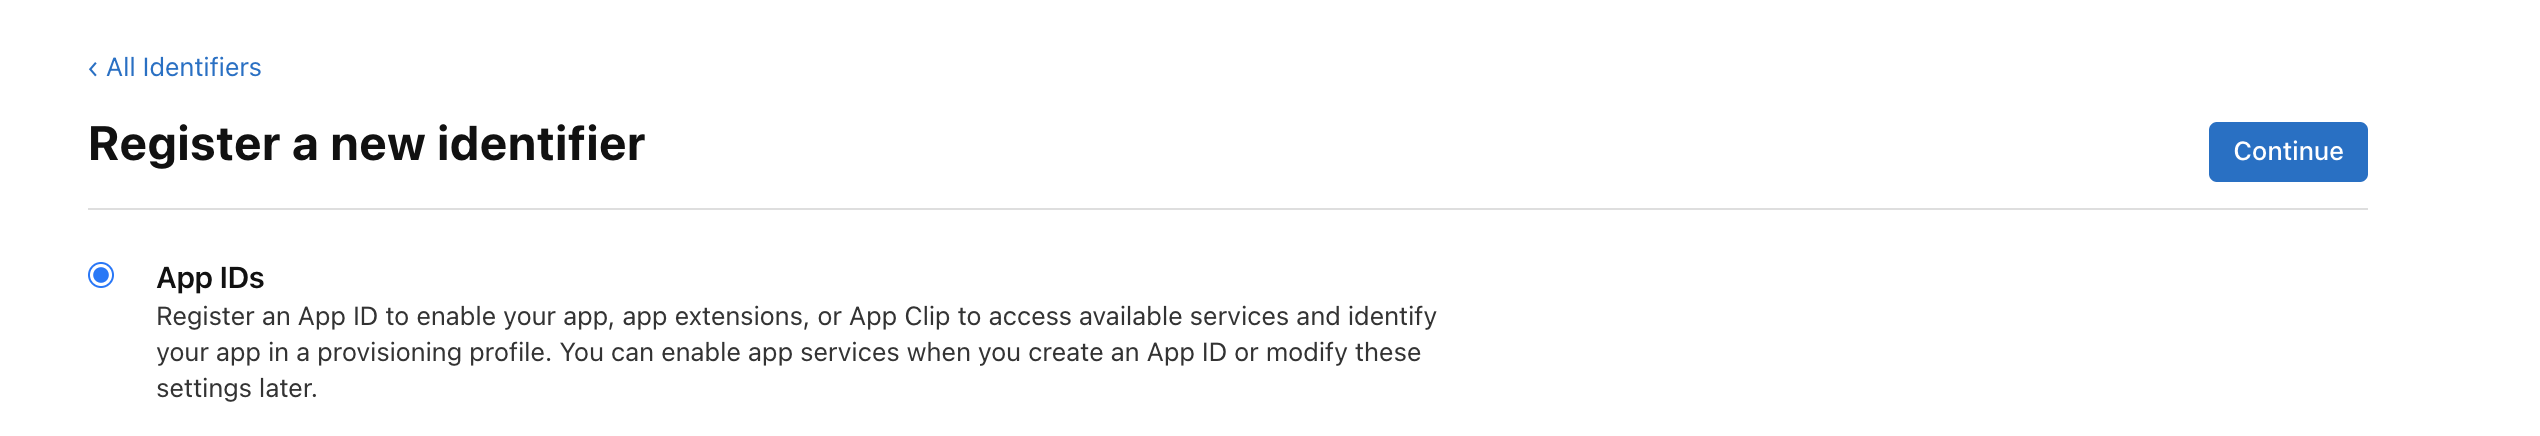 ‹ All Identifiers
Register a new identifier
Continue
App IDs
Register an App ID to enable your app, app extensions, or App Clip to access available services and identify
your app in a provisioning profile. You can enable app services when you create an App ID or modify these
settings later.